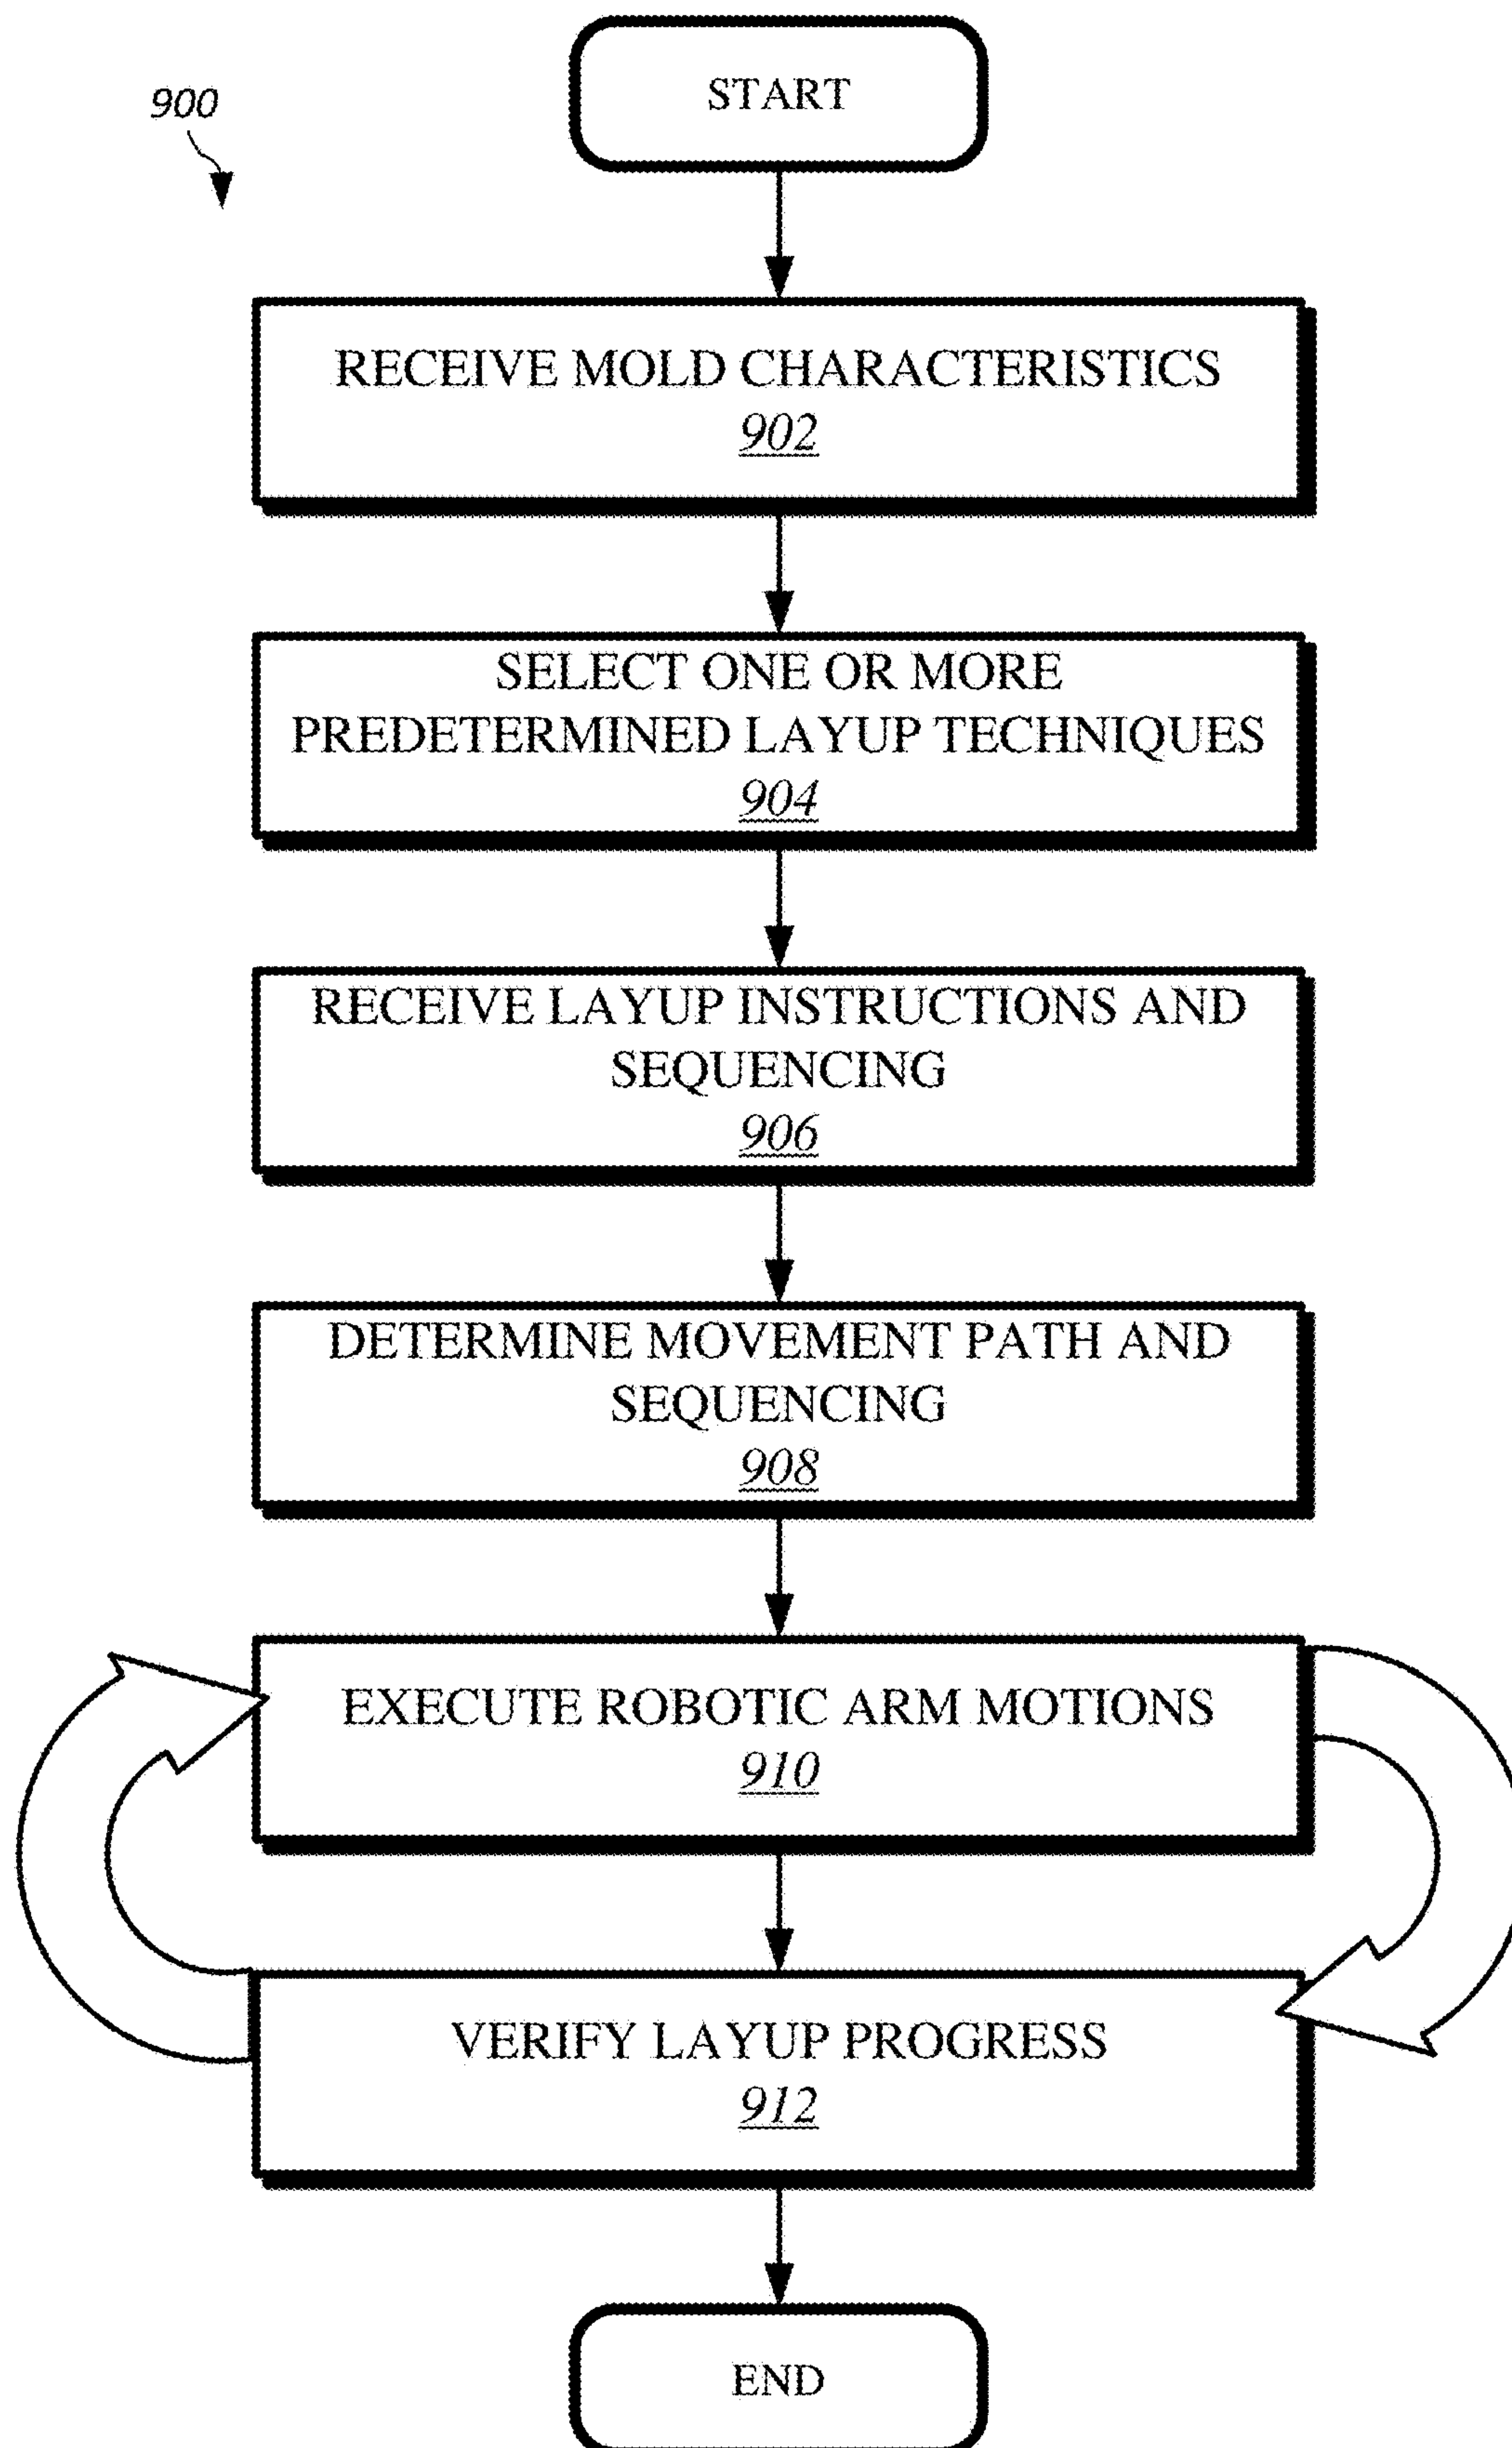 START
900
RECEIVE MOLD CHARACTERISTICS
902
SELECT ONE OR MORE
PREDETERMINED LAYUP TECHNIQUES
904
RECEIVE LAYUP INSTRUCTIONS AND
SEQUENCING
906
DETERMINE MOVEMENT PATH AND
SEQUENCING
908
EXECUTE ROBOTIC ARM MOTIONS
910
VERIFY LAYUP PROGRESS
912
END